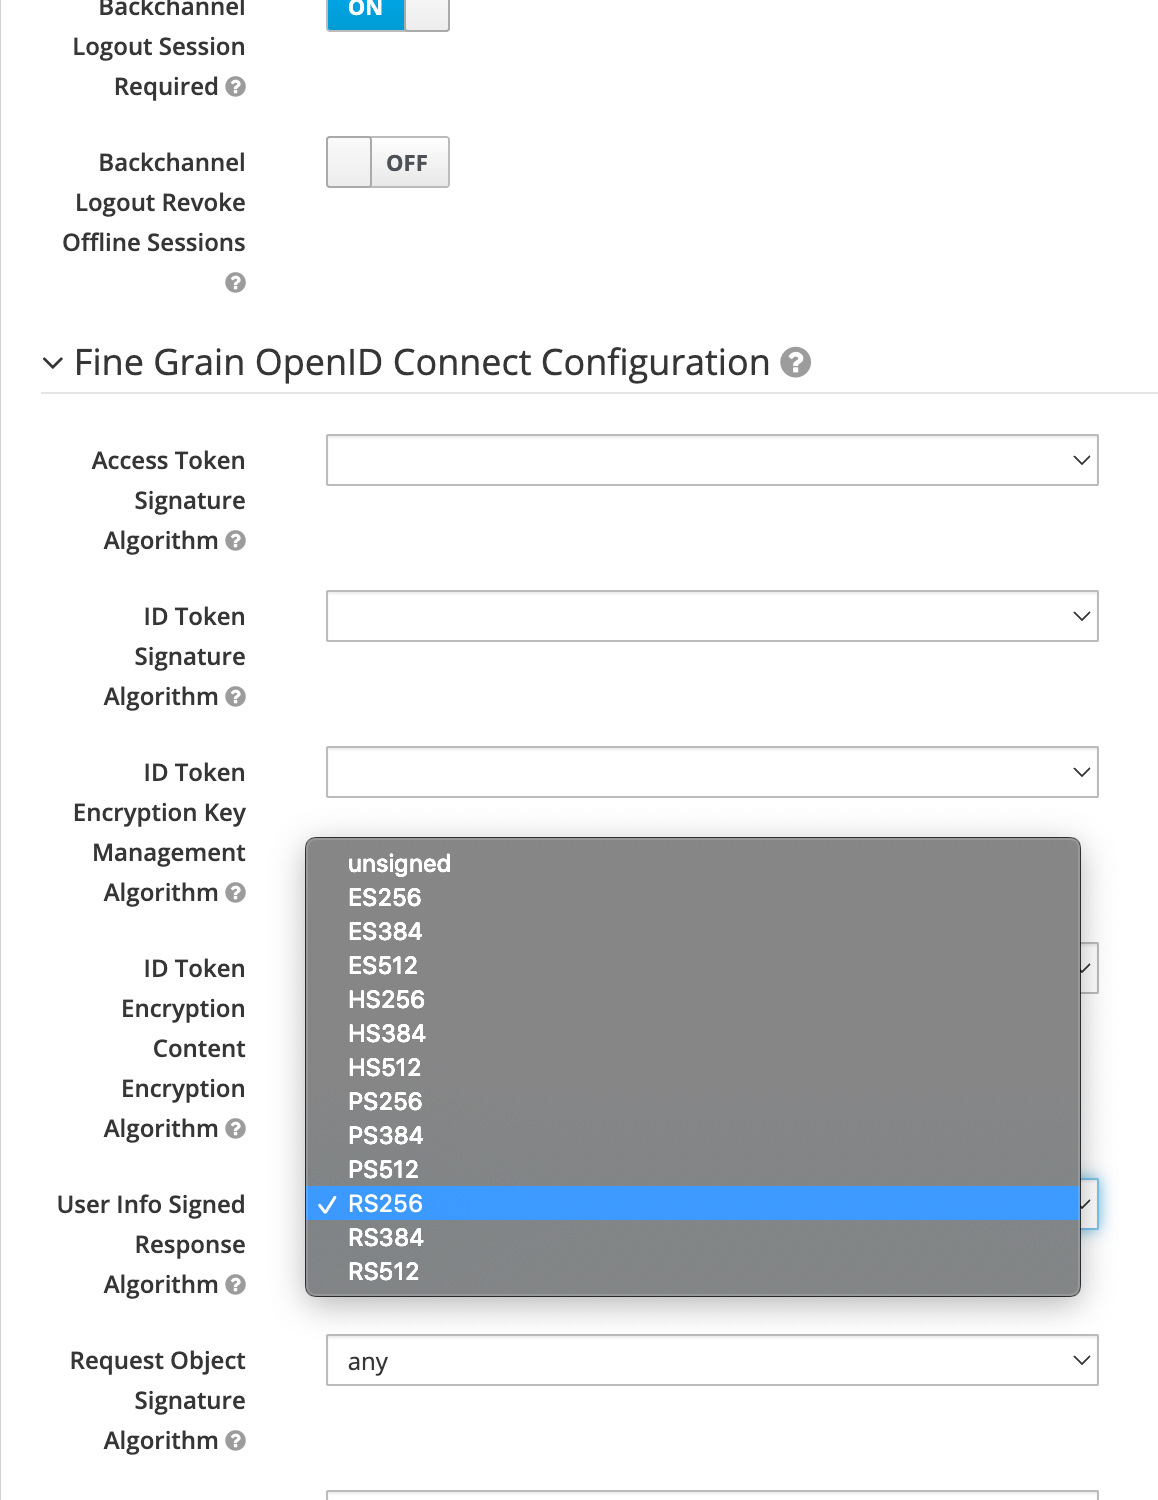 Backchannel
ON
Logout Session
Required
Backchannel
OFF
Logout Revoke
Offline Sessions
Fine Grain OpenID Connect Configuration
Access Token
Signature
Algorithm
ID Token
Signature
Algorithm
ID Token
Encryption Key
Management
Algorithm
ID Token
Encryption
Content
Encryption
Algorithm
User Info Signed
Response
Algorithm
unsigned
ES256
ES384
ES512
HS256
HS384
HS512
PS256
PS384
PS512
RS256
RS384
RS512
Request Object
Signature
Algorithm
any